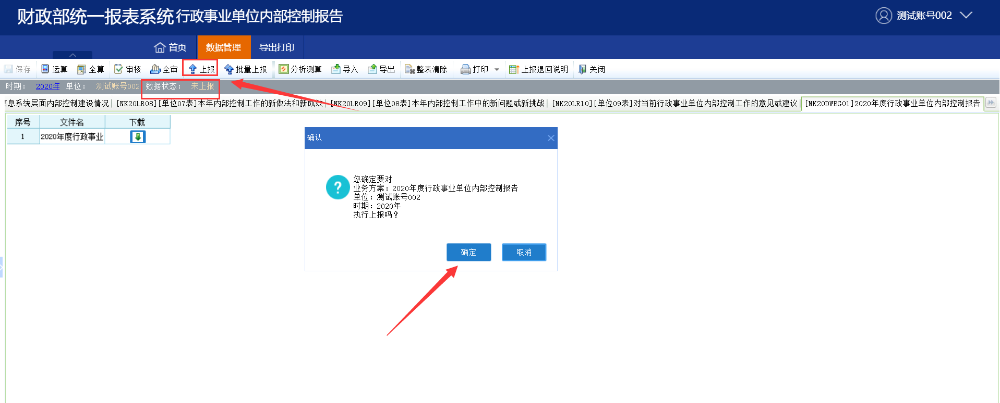 财政部统一报表系统 行政事业单位内部控制报告
测试账号002
首页 数据管理 导出打印
保存 运算 全算 审核 全审 上报 批量上报 分析测算 导入 导出 整表清除 打印 上报退回说明 关闭
时期： 2020年 单位： 测试账号002 数据状态： 未上报
息系统层面内部控制建设情况 [NK20LR08][单位07表]本年内部控制工作的新做法和新成效 [NK20LR09][单位08表]本年内部控制工作中的新问题或新挑战 [NK20LR10][单位09表]对当前行政事业单位内部控制工作的意见或建议 [NK20DWBG01]2020年度行政事业单位内部控制报告
序号 文件名 下载
1 2020年度行政事业
确认
?
您确定要对
业务方案：2020年度行政事业单位内部控制报告
单位：测试账号002
时期：2020年
执行上报吗？
确定 取消